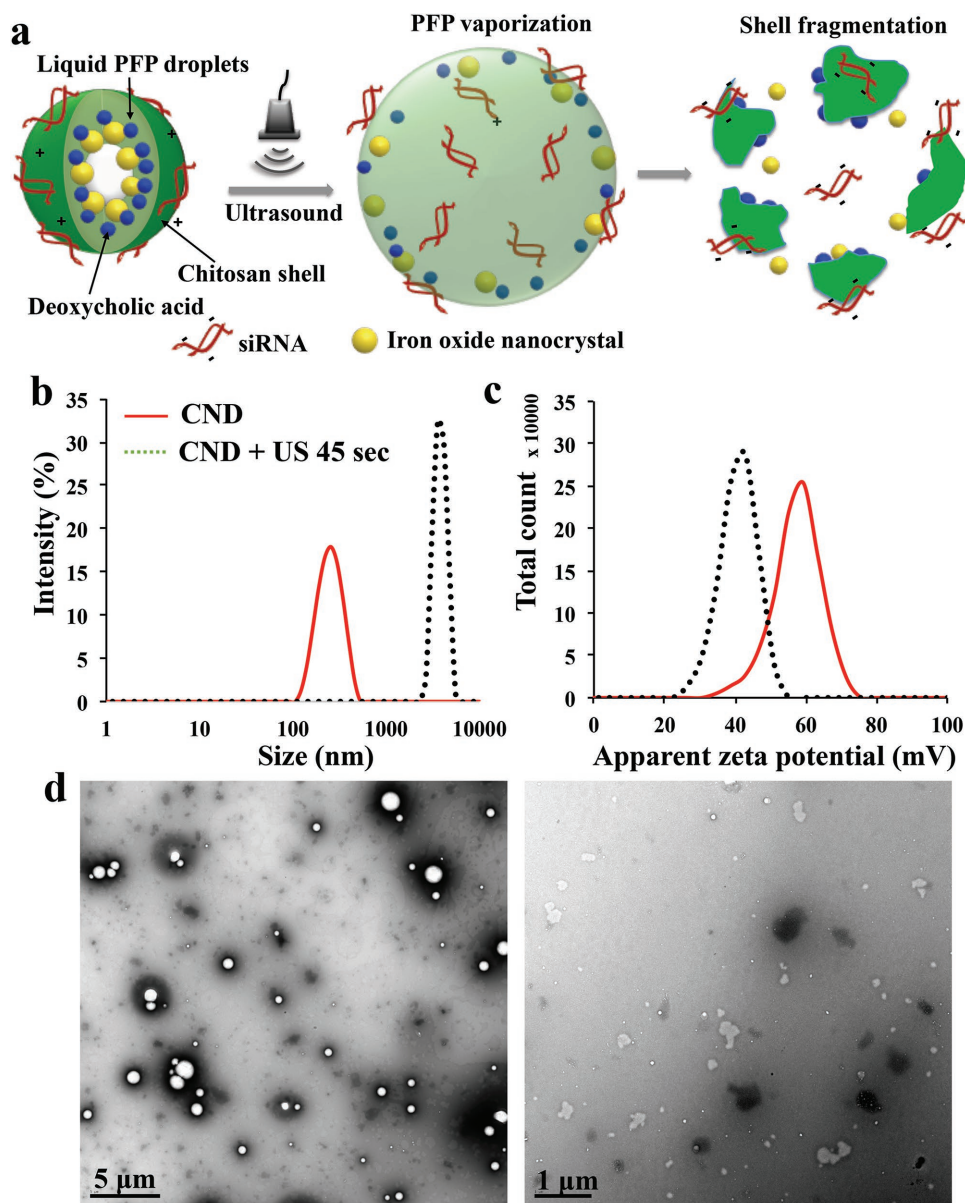 a
PFP vaporization
Shell fragmentation
Liquid PFP droplets
+
+
+
+
+
Ultrasound
Chitosan shell
Deoxycholic acid
siRNA
Iron oxide nanocrystal
b
CND
CND + US 45 sec
Intensity (%)
35
30
25
20
15
10
5
0
1 10 100 1000 10000
Size (nm)
c
Total count x 10000
35
30
25
20
15
10
5
0
0 20 40 60 80 100
Apparent zeta potential (mV)
d
5 µm
1 µm